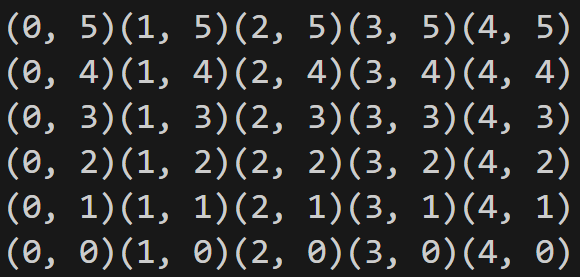 (0, 5)(1, 5)(2, 5)(3, 5)(4, 5)
(0, 4)(1, 4)(2, 4)(3, 4)(4, 4)
(0, 3)(1, 3)(2, 3)(3, 3)(4, 3)
(0, 2)(1, 2)(2, 2)(3, 2)(4, 2)
(0, 1)(1, 1)(2, 1)(3, 1)(4, 1)
(0, 0)(1, 0)(2, 0)(3, 0)(4, 0)